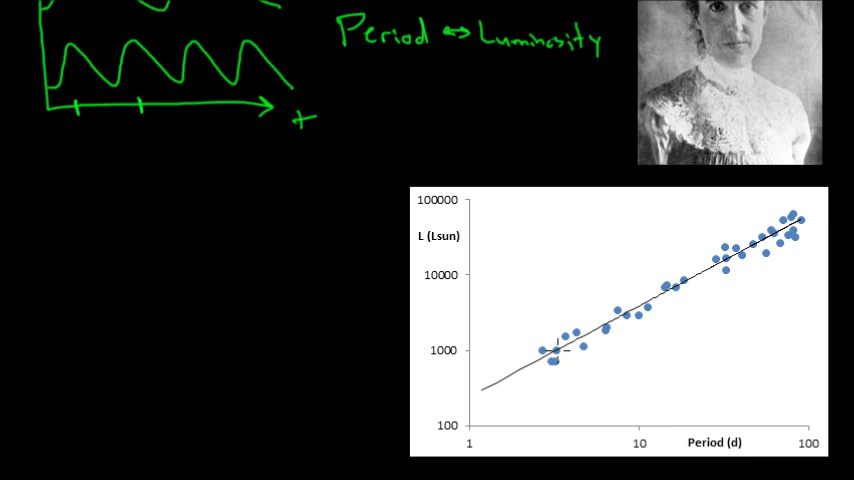 Period ↔ Luminosity
t
100000
L (Lsun)
10000
1000
100
1 10 Period (d) 100